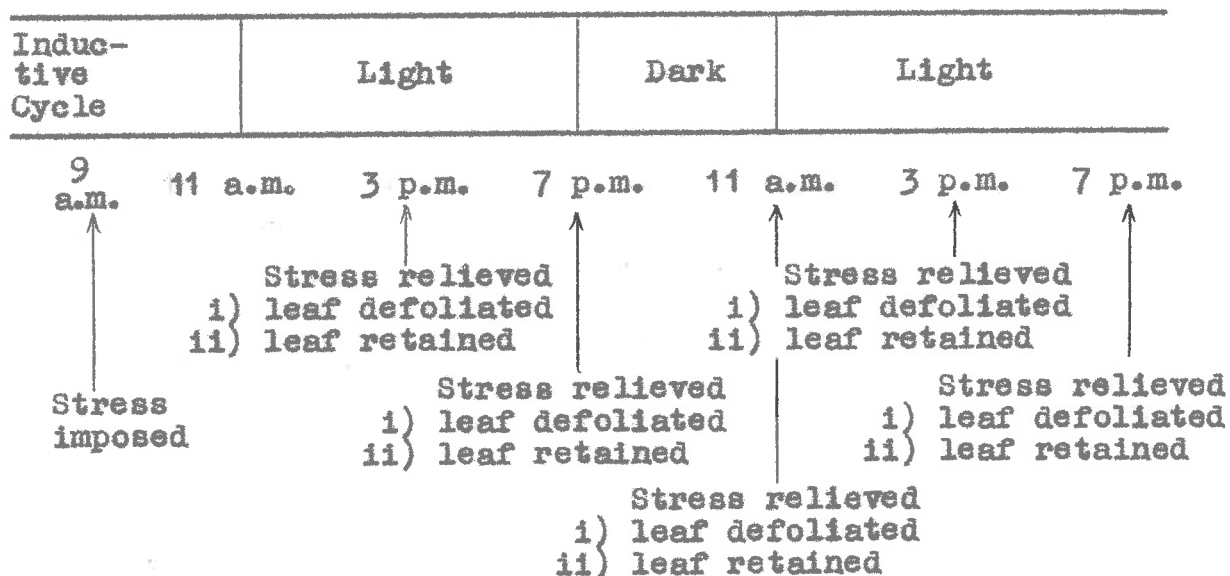 Induc-
tive
Cycle
Light
Dark
Light
9
a.m.
11 a.m.
3 p.m.
7 p.m.
11 a.m.
3 p.m.
7 p.m.
Stress
imposed
Stress relieved
i) leaf defoliated
ii) leaf retained
Stress relieved
i) leaf defoliated
ii) leaf retained
Stress relieved
i) leaf defoliated
ii) leaf retained
Stress relieved
i) leaf defoliated
ii) leaf retained
Stress relieved
i) leaf defoliated
ii) leaf retained